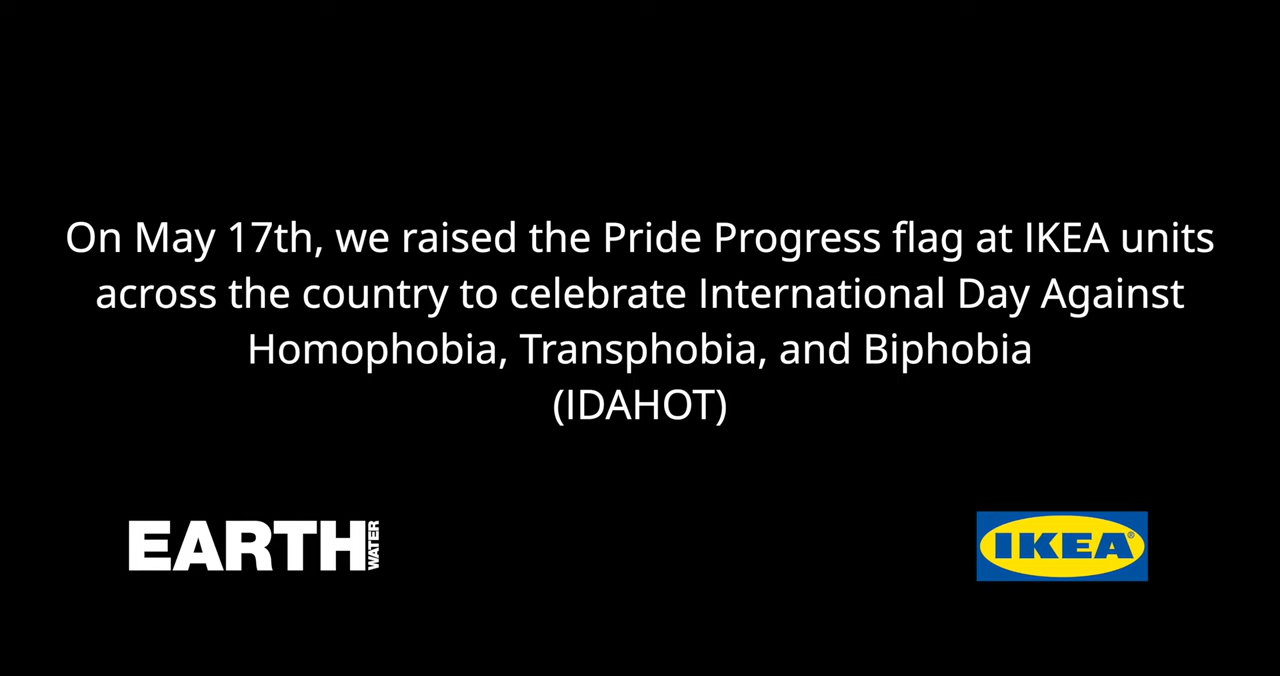 On May 17th, we raised the Pride Progress flag at IKEA units
across the country to celebrate International Day Against
Homophobia, Transphobia, and Biphobia
(IDAHOT)
EARTH WATER
IKEA®